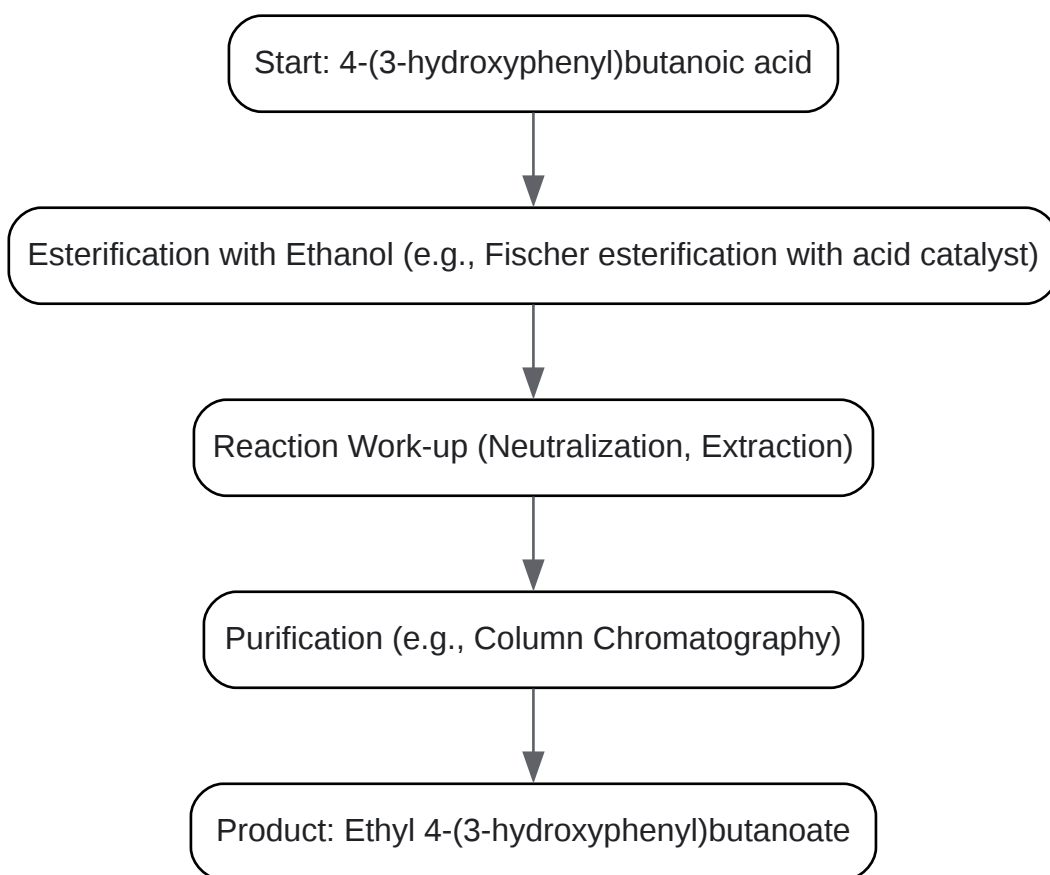 Start: 4-(3-hydroxyphenyl)butanoic acid
Esterification with Ethanol (e.g., Fischer esterification with acid catalyst)
Reaction Work-up (Neutralization, Extraction)
Purification (e.g., Column Chromatography)
Product: Ethyl 4-(3-hydroxyphenyl)butanoate